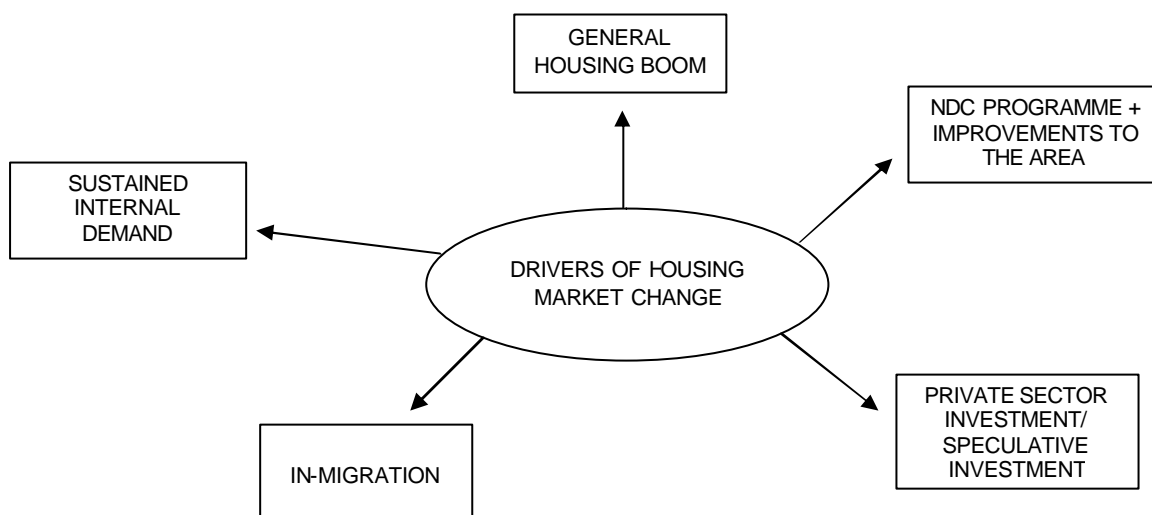 GENERAL
HOUSING BOOM
NDC PROGRAMME +
IMPROVEMENTS TO
THE AREA
SUSTAINED
INTERNAL
DEMAND
DRIVERS OF HOUSING
MARKET CHANGE
PRIVATE SECTOR
INVESTMENT/
SPECULATIVE
INVESTMENT
IN-MIGRATION